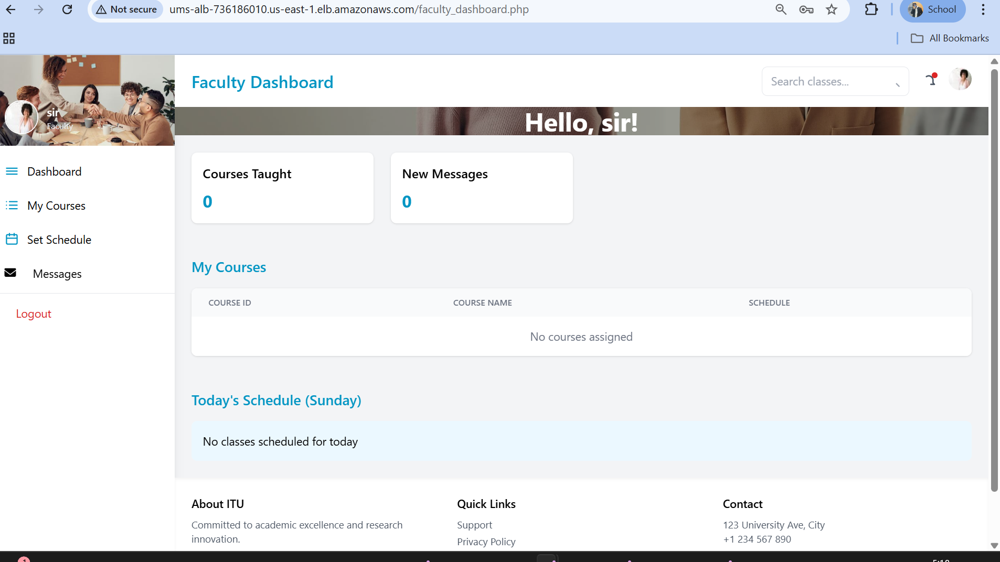 Not secure
ums-alb-736186010.us-east-1.elb.amazonaws.com/faculty_dashboard.php
School
All Bookmarks
sir
Faculty
Dashboard
My Courses
Set Schedule
Messages
Logout
Faculty Dashboard
Search classes...
Hello, sir!
Courses Taught
0
New Messages
0
My Courses
COURSE ID COURSE NAME SCHEDULE
No courses assigned
Today's Schedule (Sunday)
No classes scheduled for today
About ITU
Committed to academic excellence and research
innovation.
Quick Links
Support
Privacy Policy
Contact
123 University Ave, City
+1 234 567 890